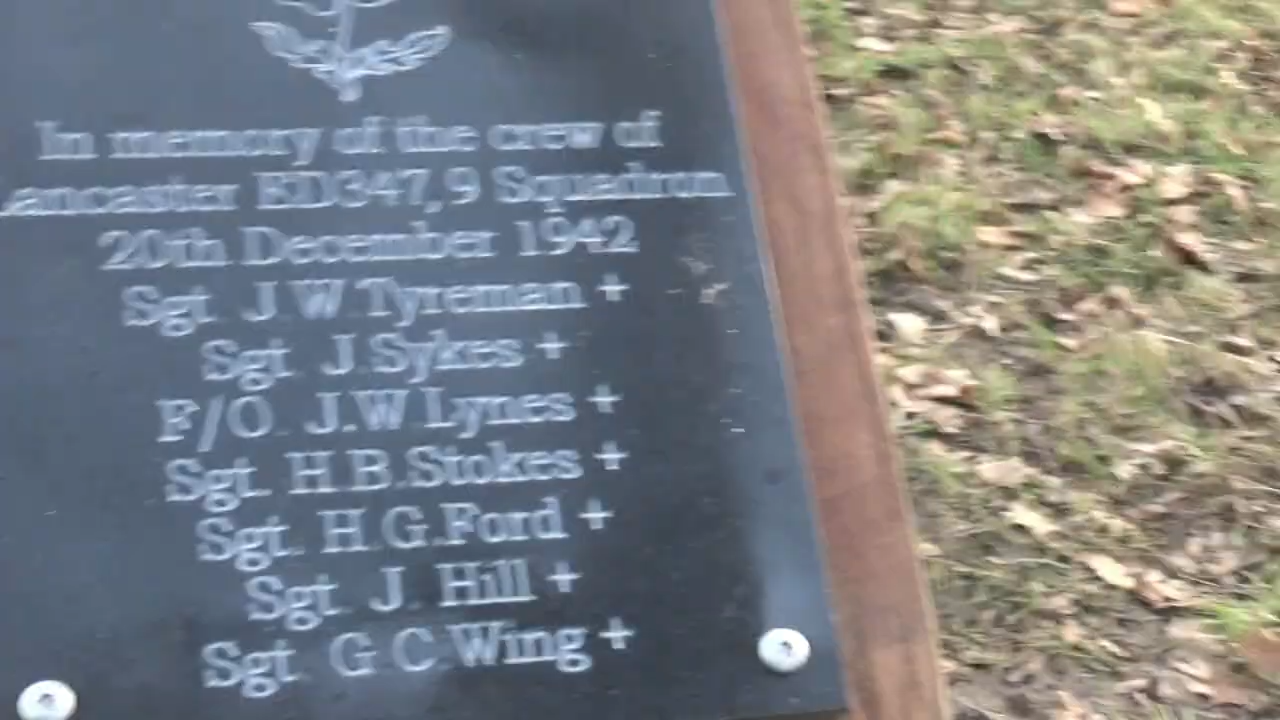 In memory of the crew of
ancaster ED347, 9 Squadron
20th December 1942
Sgt. J W Tyreman +
Sgt. J. Sykes +
F/O. J.W Lynes +
Sgt. H.B. Stokes +
Sgt. H.G. Ford +
Sgt. J. Hill +
Sgt. G C Wing +